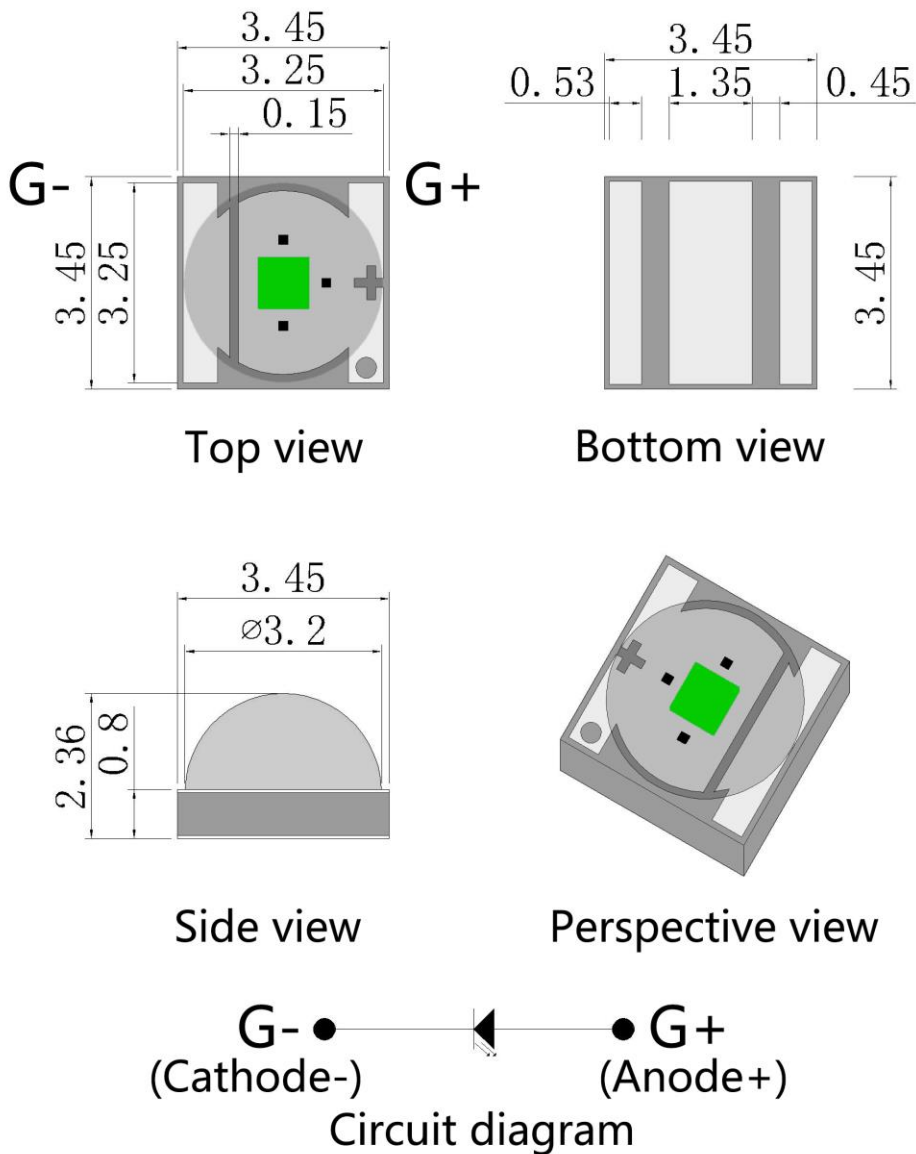 3.45
3.25
0.15
G-
G+
3.45
3.25
Top view
3.45
0.53
1.35
0.45
3.45
Bottom view
3.45
⌀3.2
2.36
0.8
Side view
Perspective view
G-
G+
(Cathode-)
(Anode+)
Circuit diagram